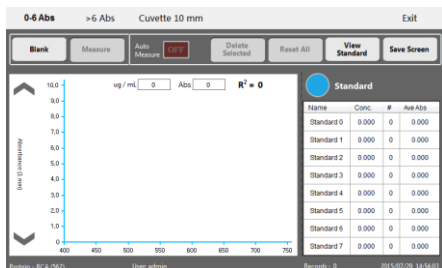 0-6 Abs >6 Abs Cuvette 10 mm Exit
Blank Measure Auto Measure OFF Delete Selected Reset All View Standard Save Screen
ug / mL 0 Abs 0 R² = 0
Absorbance (1 mm)
10,0
9,0
8,0
7,0
6,0
5,0
4,0
3,0
2,0
1,0
0
400 450 500 550 600 650 700 750
Standard
Name Conc. # Ave Abs
Standard 0 0.000 0 0.000
Standard 1 0.000 0 0.000
Standard 2 0.000 0 0.000
Standard 3 0.000 0 0.000
Standard 4 0.000 0 0.000
Standard 5 0.000 0 0.000
Standard 6 0.000 0 0.000
Standard 7 0.000 0 0.000
Protein - BCA (562) User: admin Records : 0 2015/07/29 14:54:03